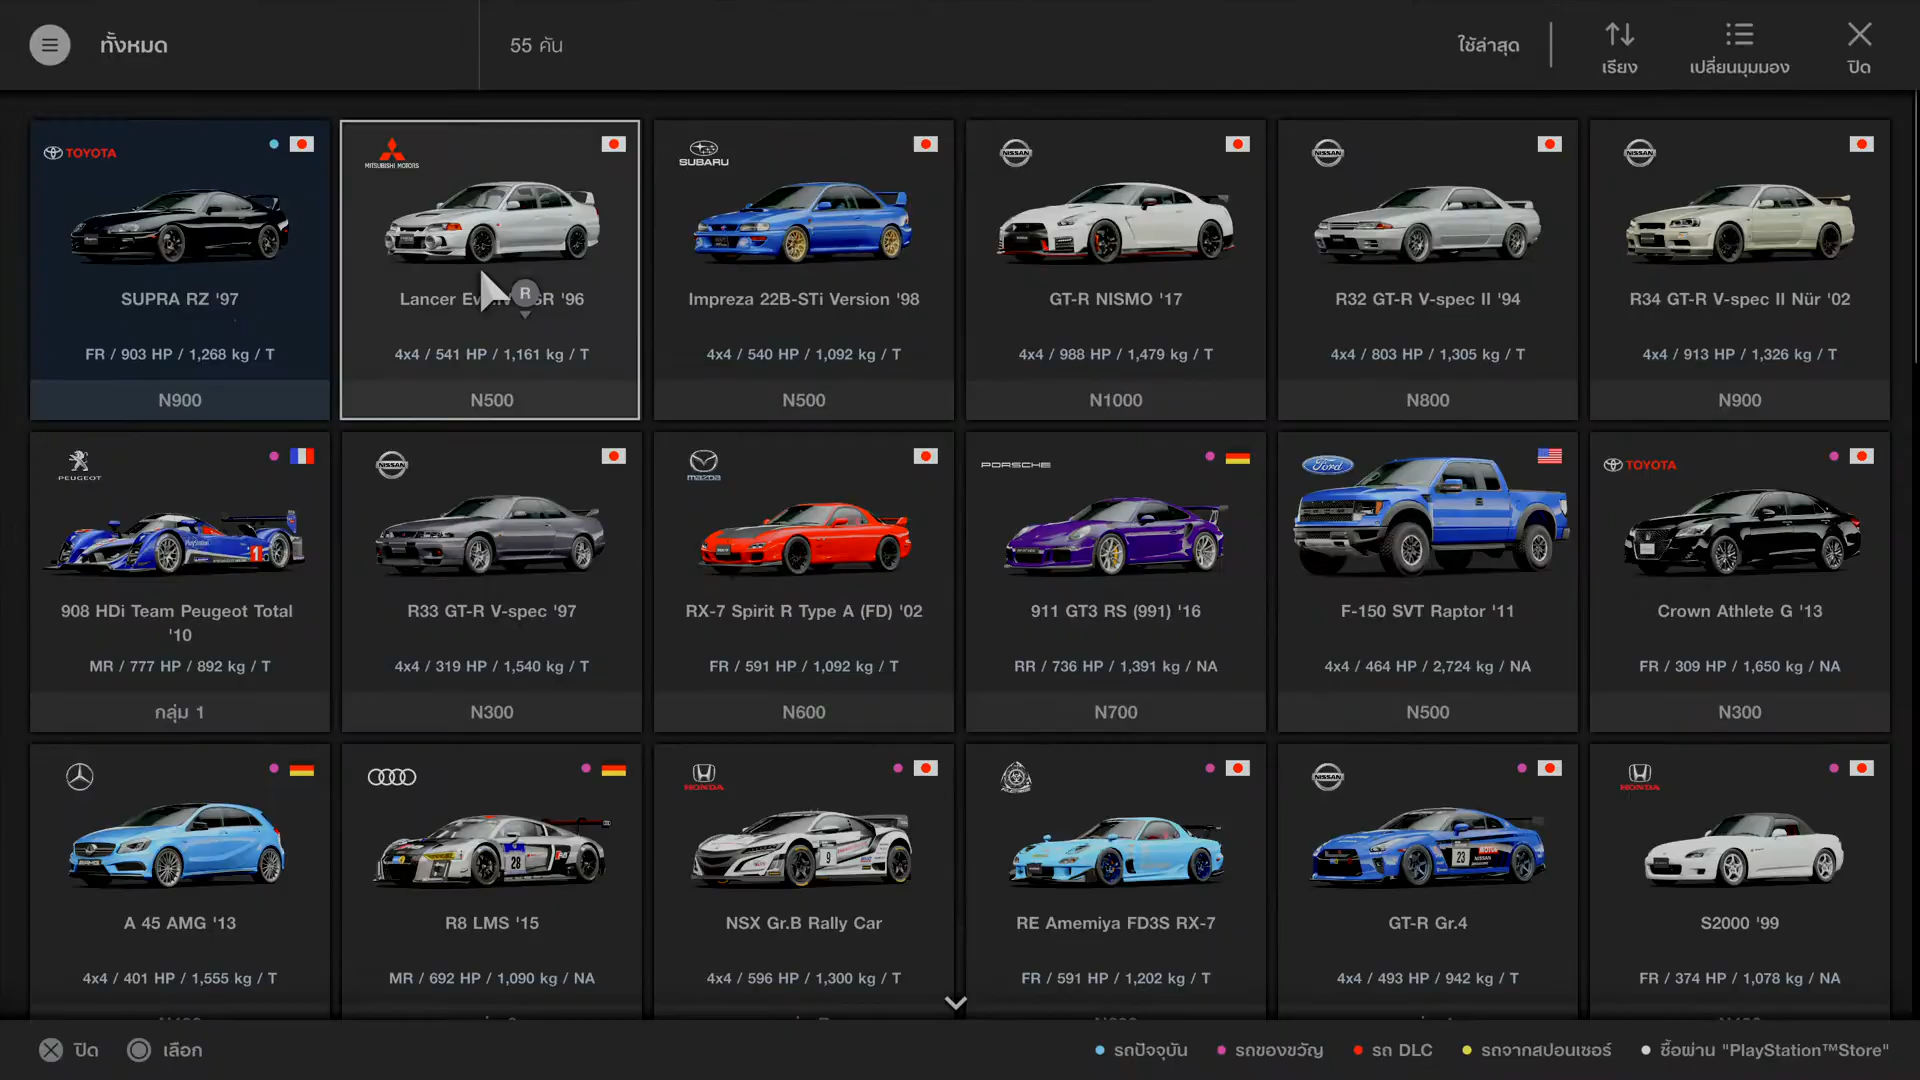 ทั้งหมด
55 คัน
ใช้ล่าสุด
เรียง
เปลี่ยนมุมมอง
ปิด
TOYOTA
SUPRA RZ '97
FR / 903 HP / 1,268 kg / T
N900
MITSUBISHI MOTORS
R
'96
4x4 / 541 HP / 1,161 kg / T
N500
SUBARU
Impreza 22B-STi Version '98
4x4 / 540 HP / 1,092 kg / T
N500
NISSAN
GT-R NISMO '17
4x4 / 988 HP / 1,479 kg / T
N1000
NISSAN
R32 GT-R V-spec II '94
4x4 / 803 HP / 1,305 kg / T
N800
NISSAN
R34 GT-R V-spec II Nür '02
4x4 / 913 HP / 1,326 kg / T
N900
PEUGEOT
908 HDi Team Peugeot Total
'10
MR / 777 HP / 892 kg / T
กลุ่ม 1
NISSAN
R33 GT-R V-spec '97
4x4 / 319 HP / 1,540 kg / T
N300
mazda
RX-7 Spirit R Type A (FD) '02
FR / 591 HP / 1,092 kg / T
N600
PORSCHE
911 GT3 RS (991) '16
RR / 736 HP / 1,391 kg / NA
N700
Ford
F-150 SVT Raptor '11
4x4 / 464 HP / 2,724 kg / NA
N500
TOYOTA
Crown Athlete G '13
FR / 309 HP / 1,650 kg / NA
N300
A 45 AMG '13
4x4 / 401 HP / 1,555 kg / T
28
R8 LMS '15
MR / 692 HP / 1,090 kg / NA
HONDA
9
NSX Gr.B Rally Car
4x4 / 596 HP / 1,300 kg / T
RE Amemiya FD3S RX-7
FR / 591 HP / 1,202 kg / T
NISSAN
23
GT-R Gr.4
4x4 / 493 HP / 942 kg / T
HONDA
S2000 '99
FR / 374 HP / 1,078 kg / NA
ปิด
เลือก
รถปัจจุบัน
รถของขวัญ
รถ DLC
รถจากสปอนเซอร์
ซื้อผ่าน "PlayStation™Store"